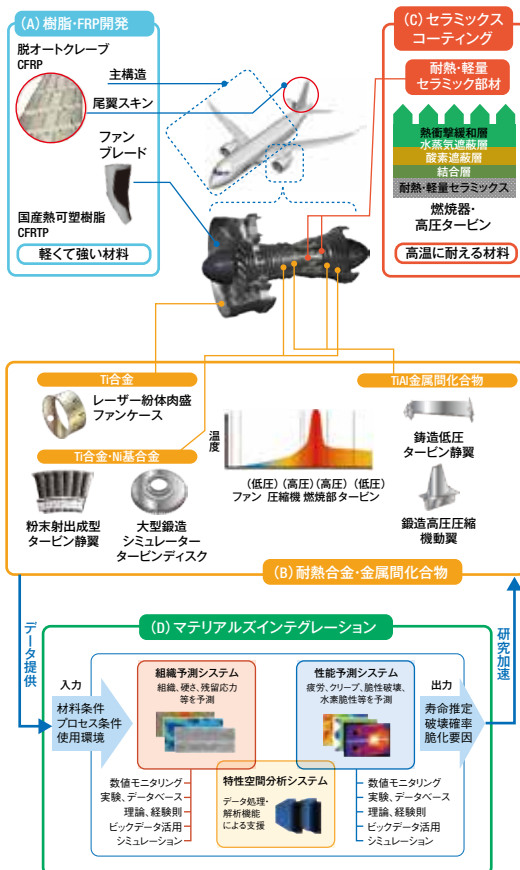 (A)樹脂・FRP開発
脱オートクレーブ
CFRP
主構造
尾翼スキン
ファン
ブレード
国産熱可塑樹脂
CFRTP
軽くて強い材料
(C)セラミックス
コーティング
耐熱・軽量
セラミック部材
熱衝撃緩和層
水蒸気遮蔽層
酸素遮蔽層
結合層
耐熱・軽量セラミックス
燃焼器・
高圧タービン
高温に耐える材料
Ti合金
レーザー粉体肉盛
ファンケース
Ti合金・Ni基合金
粉末射出成型
タービン静翼
大型鍛造
シミュレーター
タービンディスク
温度
(低圧)(高圧)(高圧)(低圧)
ファン 圧縮機 燃焼部 タービン
TiAl金属間化合物
鋳造低圧
タービン静翼
鍛造高圧圧縮
機動翼
(B)耐熱合金・金属間化合物
データ提供
研究加速
(D)マテリアルズインテグレーション
入力
材料条件
プロセス条件
使用環境
組織予測システム
組織、硬さ、残留応力
等を予測
性能予測システム
疲労、クリープ、脆性破壊、
水素脆性等を予測
出力
寿命推定
破壊確率
脆化要因
数値モニタリング
実験、データベース
理論、経験則
ビックデータ活用
シミュレーション
特性空間分析システム
データ処理・
解析機能
による支援
数値モニタリング
実験、データベース
理論、経験則
ビックデータ活用
シミュレーション